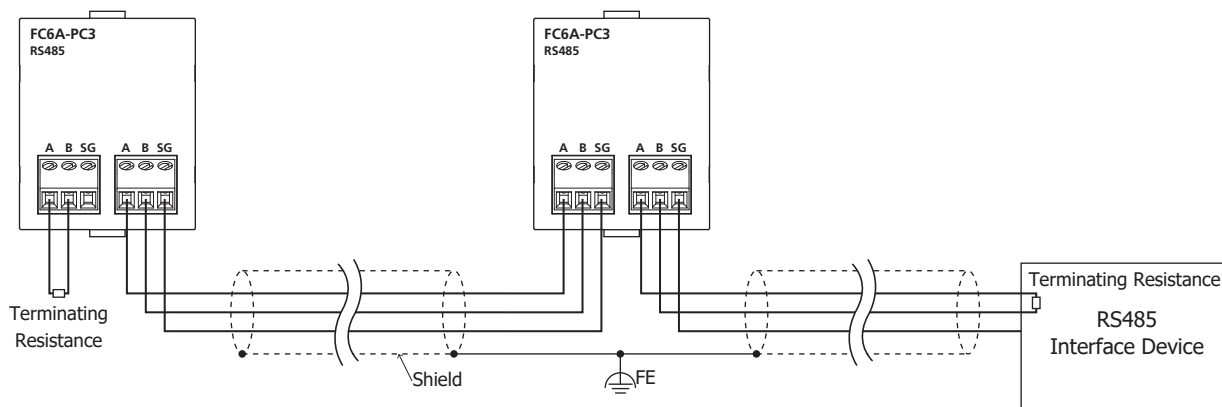 FC6A-PC3
RS485
A B SG
A B SG
FC6A-PC3
RS485
A B SG
A B SG
Terminating
Resistance
Shield
FE
Terminating Resistance
RS485
Interface Device